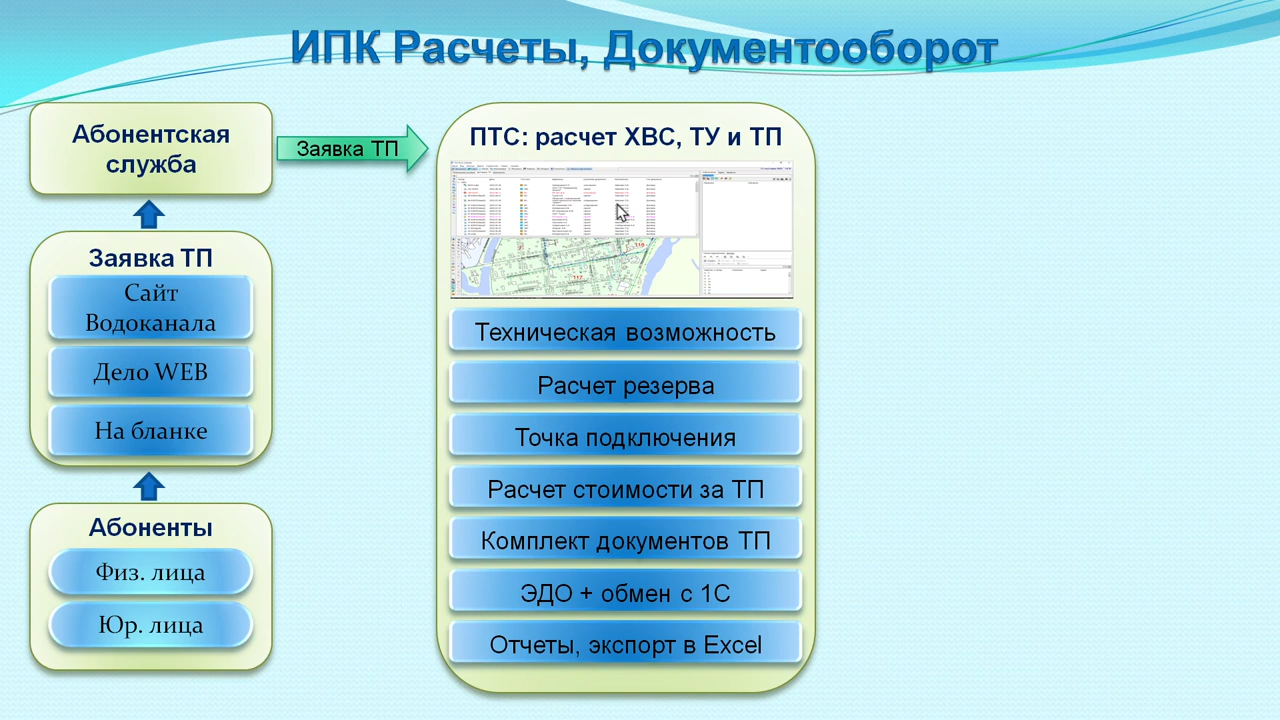 ИПК Расчеты, Документооборот
Абонентская
служба
Заявка ТП
Заявка ТП
Сайт
Водоканала
Дело WEB
На бланке
Абоненты
Физ. лица
Юр. лица
ПТС: расчет ХВС, ТУ и ТП
117
Техническая возможность
Расчет резерва
Точка подключения
Расчет стоимости за ТП
Комплект документов ТП
ЭДО + обмен с 1С
Отчеты, экспорт в Excel